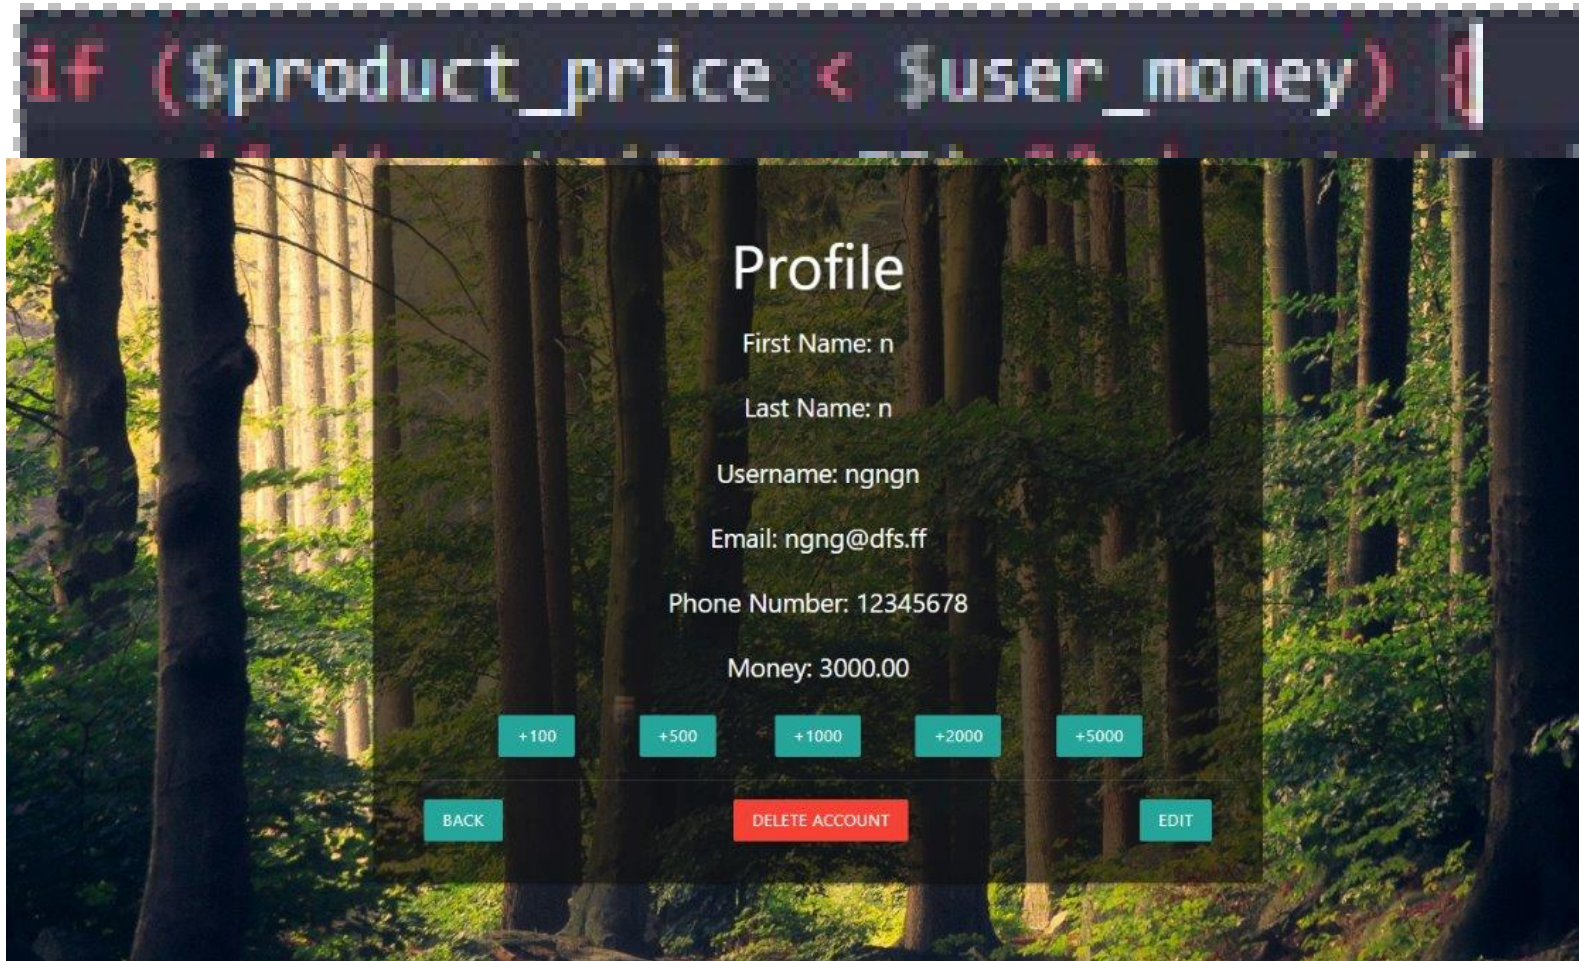 if ($product_price < $user_money) {
Profile
First Name: n
Last Name: n
Username: ngngn
Email: ngng@dfs.ff
Phone Number: 12345678
Money: 3000.00
+100 +500 +1000 +2000 +5000
BACK DELETE ACCOUNT EDIT